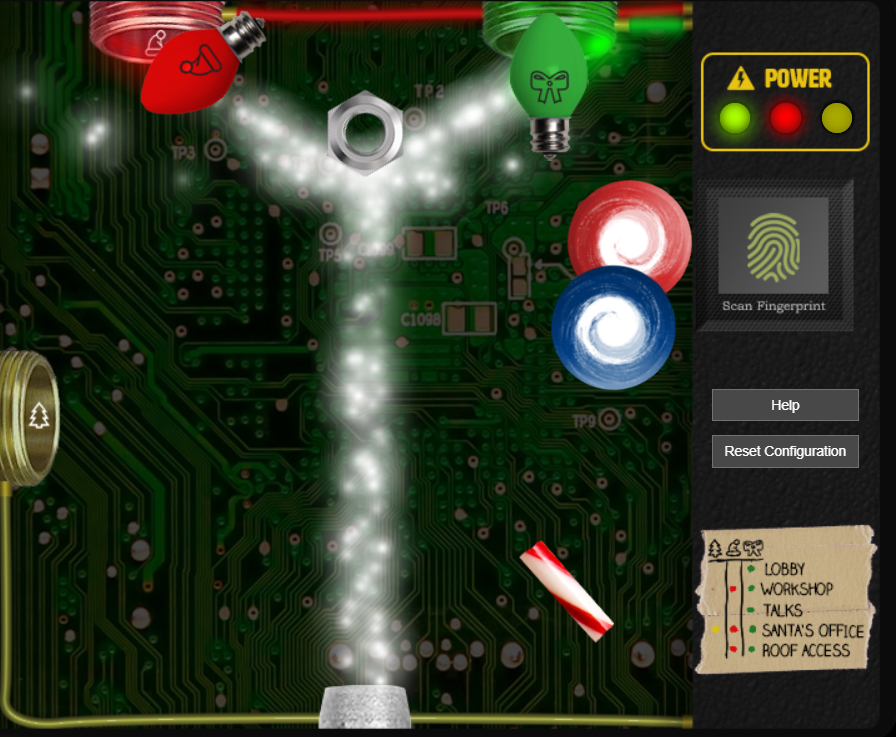 POWER
TP2
TP3
TP6
TP5
C1098
TP9
Scan Fingerprint
Help
Reset Configuration
LOBBY
WORKSHOP
TALKS
SANTA'S OFFICE
ROOF ACCESS